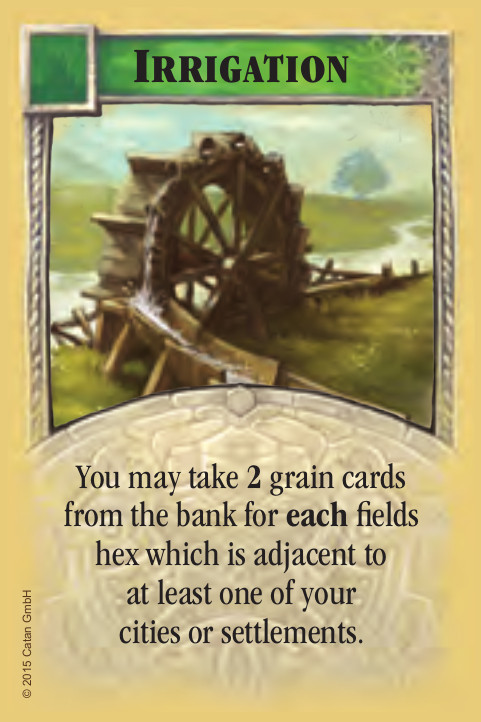 IRRIGATION
You may take 2 grain cards
from the bank for each fields
hex which is adjacent to
at least one of your
cities or settlements.
© 2015 Catan GmbH